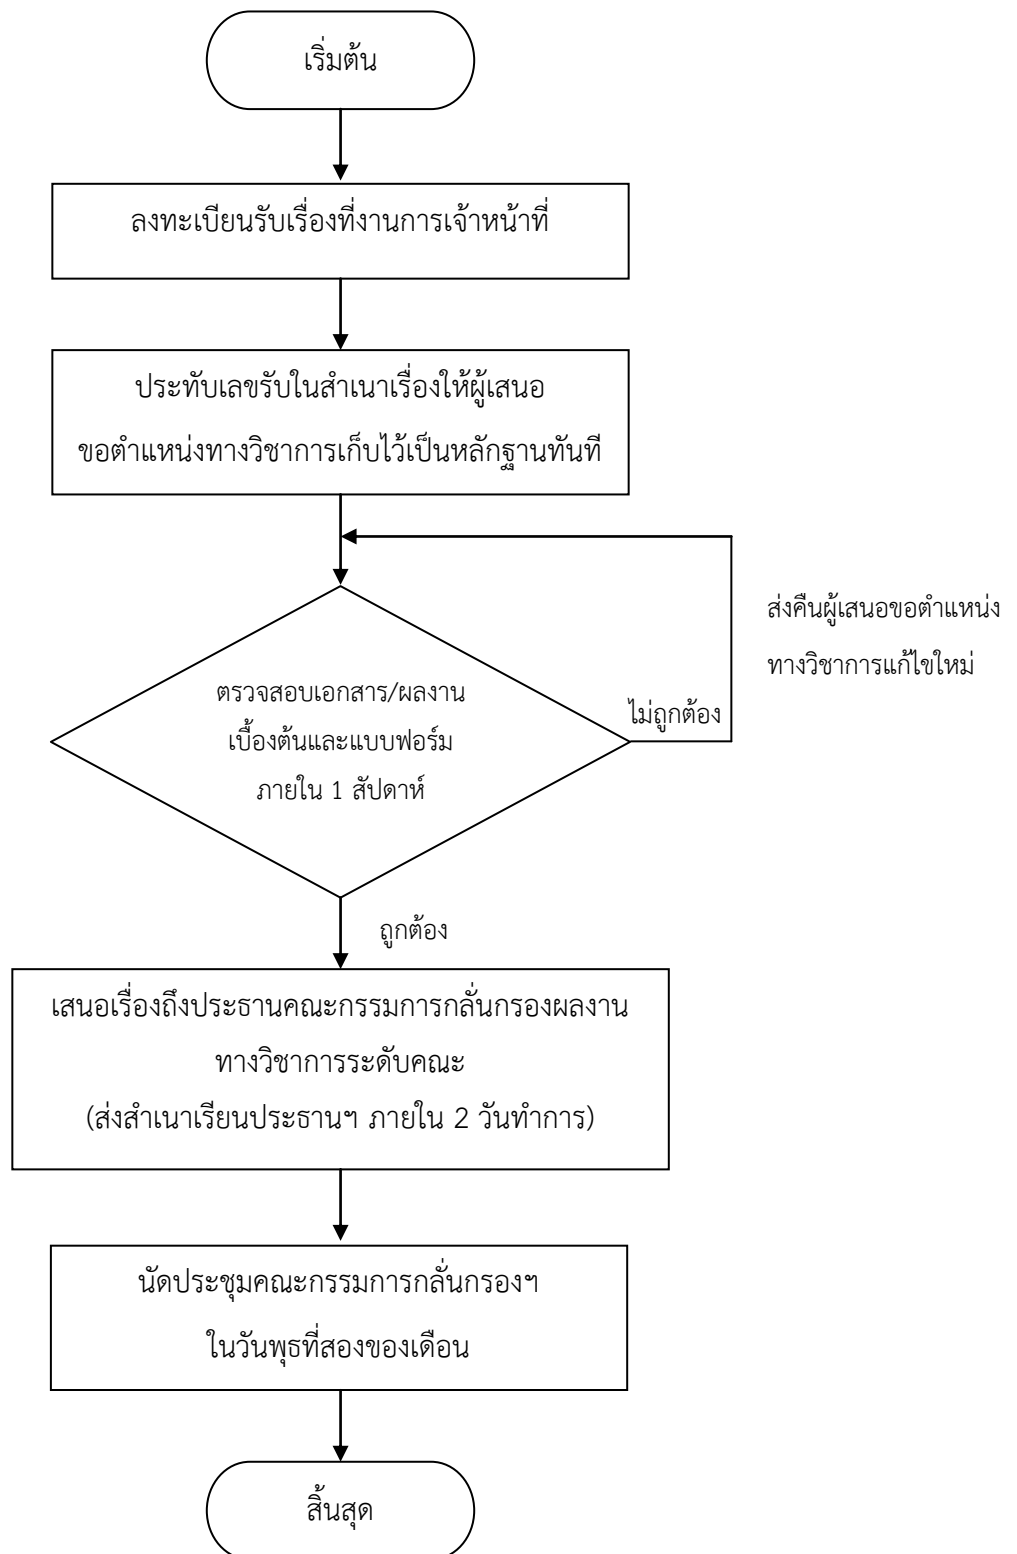 เริ่มต้น
ลงทะเบียนรับเรื่องที่งานการเจ้าหน้าที่
ประทับเลขรับในสำเนาเรื่องให้ผู้เสนอ
ขอตำแหน่งทางวิชาการเก็บไว้เป็นหลักฐานทันที
ส่งคืนผู้เสนอขอตำแหน่ง
ทางวิชาการแก้ไขใหม่
ตรวจสอบเอกสาร/ผลงาน
เบื้องต้นและแบบฟอร์ม
ภายใน 1 สัปดาห์
ไม่ถูกต้อง
ถูกต้อง
เสนอเรื่องถึงประธานคณะกรรมการกลั่นกรองผลงาน
ทางวิชาการระดับคณะ
(ส่งสำเนาเรียนประธานฯ ภายใน 2 วันทำการ)
นัดประชุมคณะกรรมการกลั่นกรองฯ
ในวันพุธที่สองของเดือน
สิ้นสุด